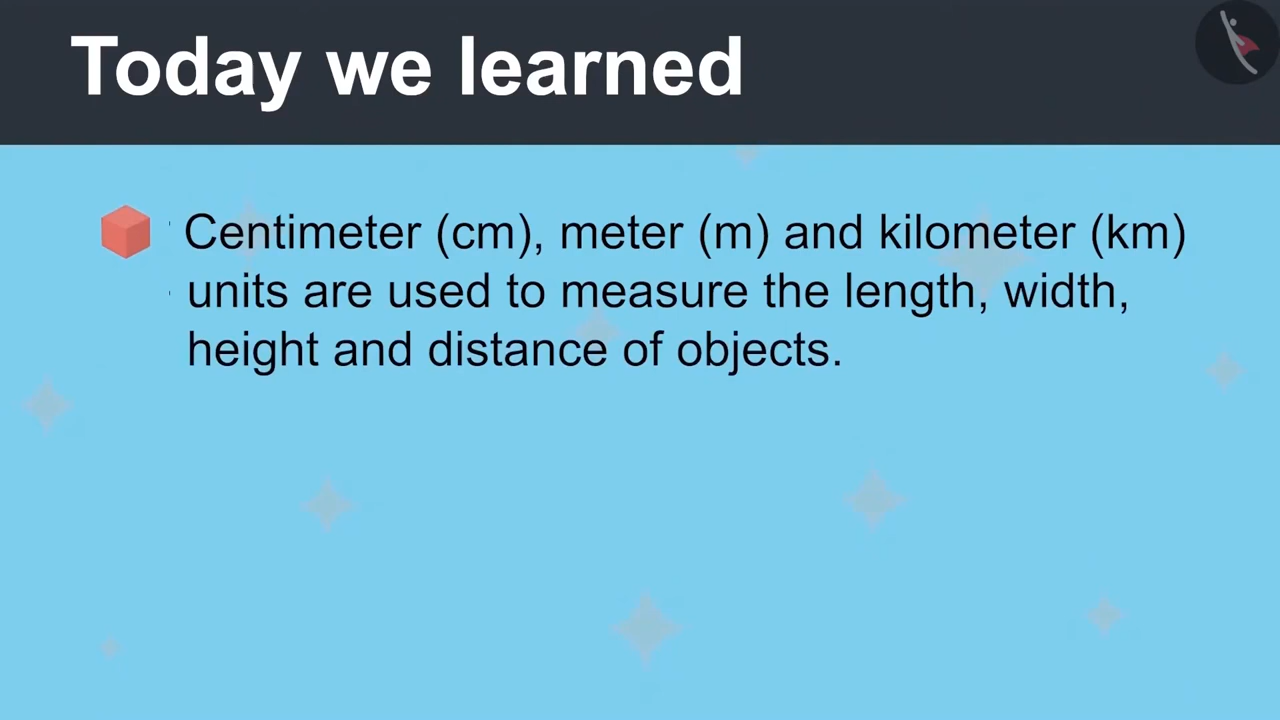 Today we learned
Centimeter (cm), meter (m) and kilometer (km)
units are used to measure the length, width,
height and distance of objects.